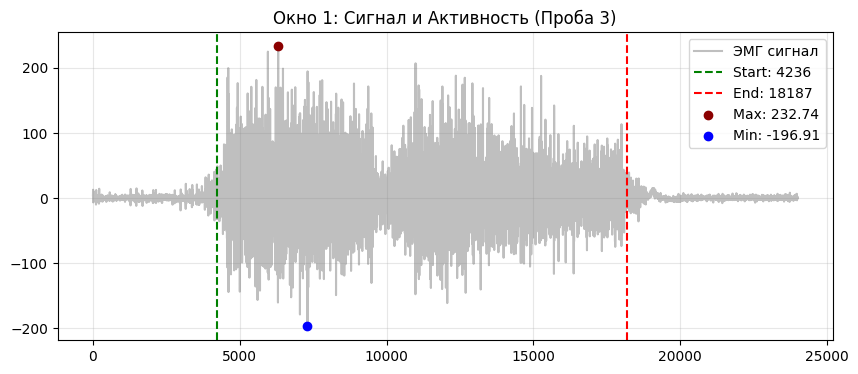 Окно 1: Сигнал и Активность (Проба 3)
ЭМГ сигнал
Start: 4236
End: 18187
Max: 232.74
Min: -196.91
200
100
0
−100
−200
0
5000
10000
15000
20000
25000